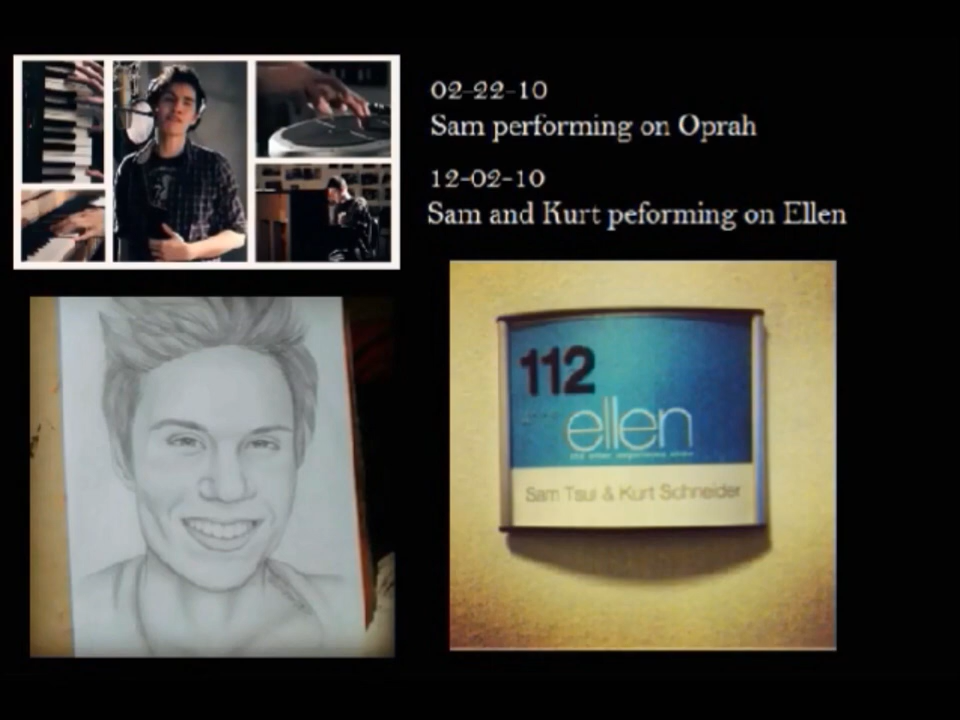 02-22-10
Sam performing on Oprah
12-02-10
Sam and Kurt peforming on Ellen
112
ellen
Sam Tsui & Kurt Schneider